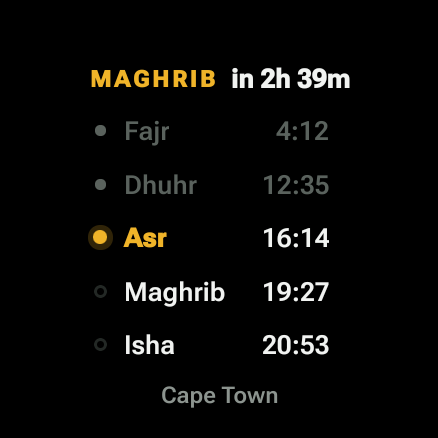 MAGHRIB in 2h 39m
Fajr 4:12
Dhuhr 12:35
Asr 16:14
Maghrib 19:27
Isha 20:53
Cape Town